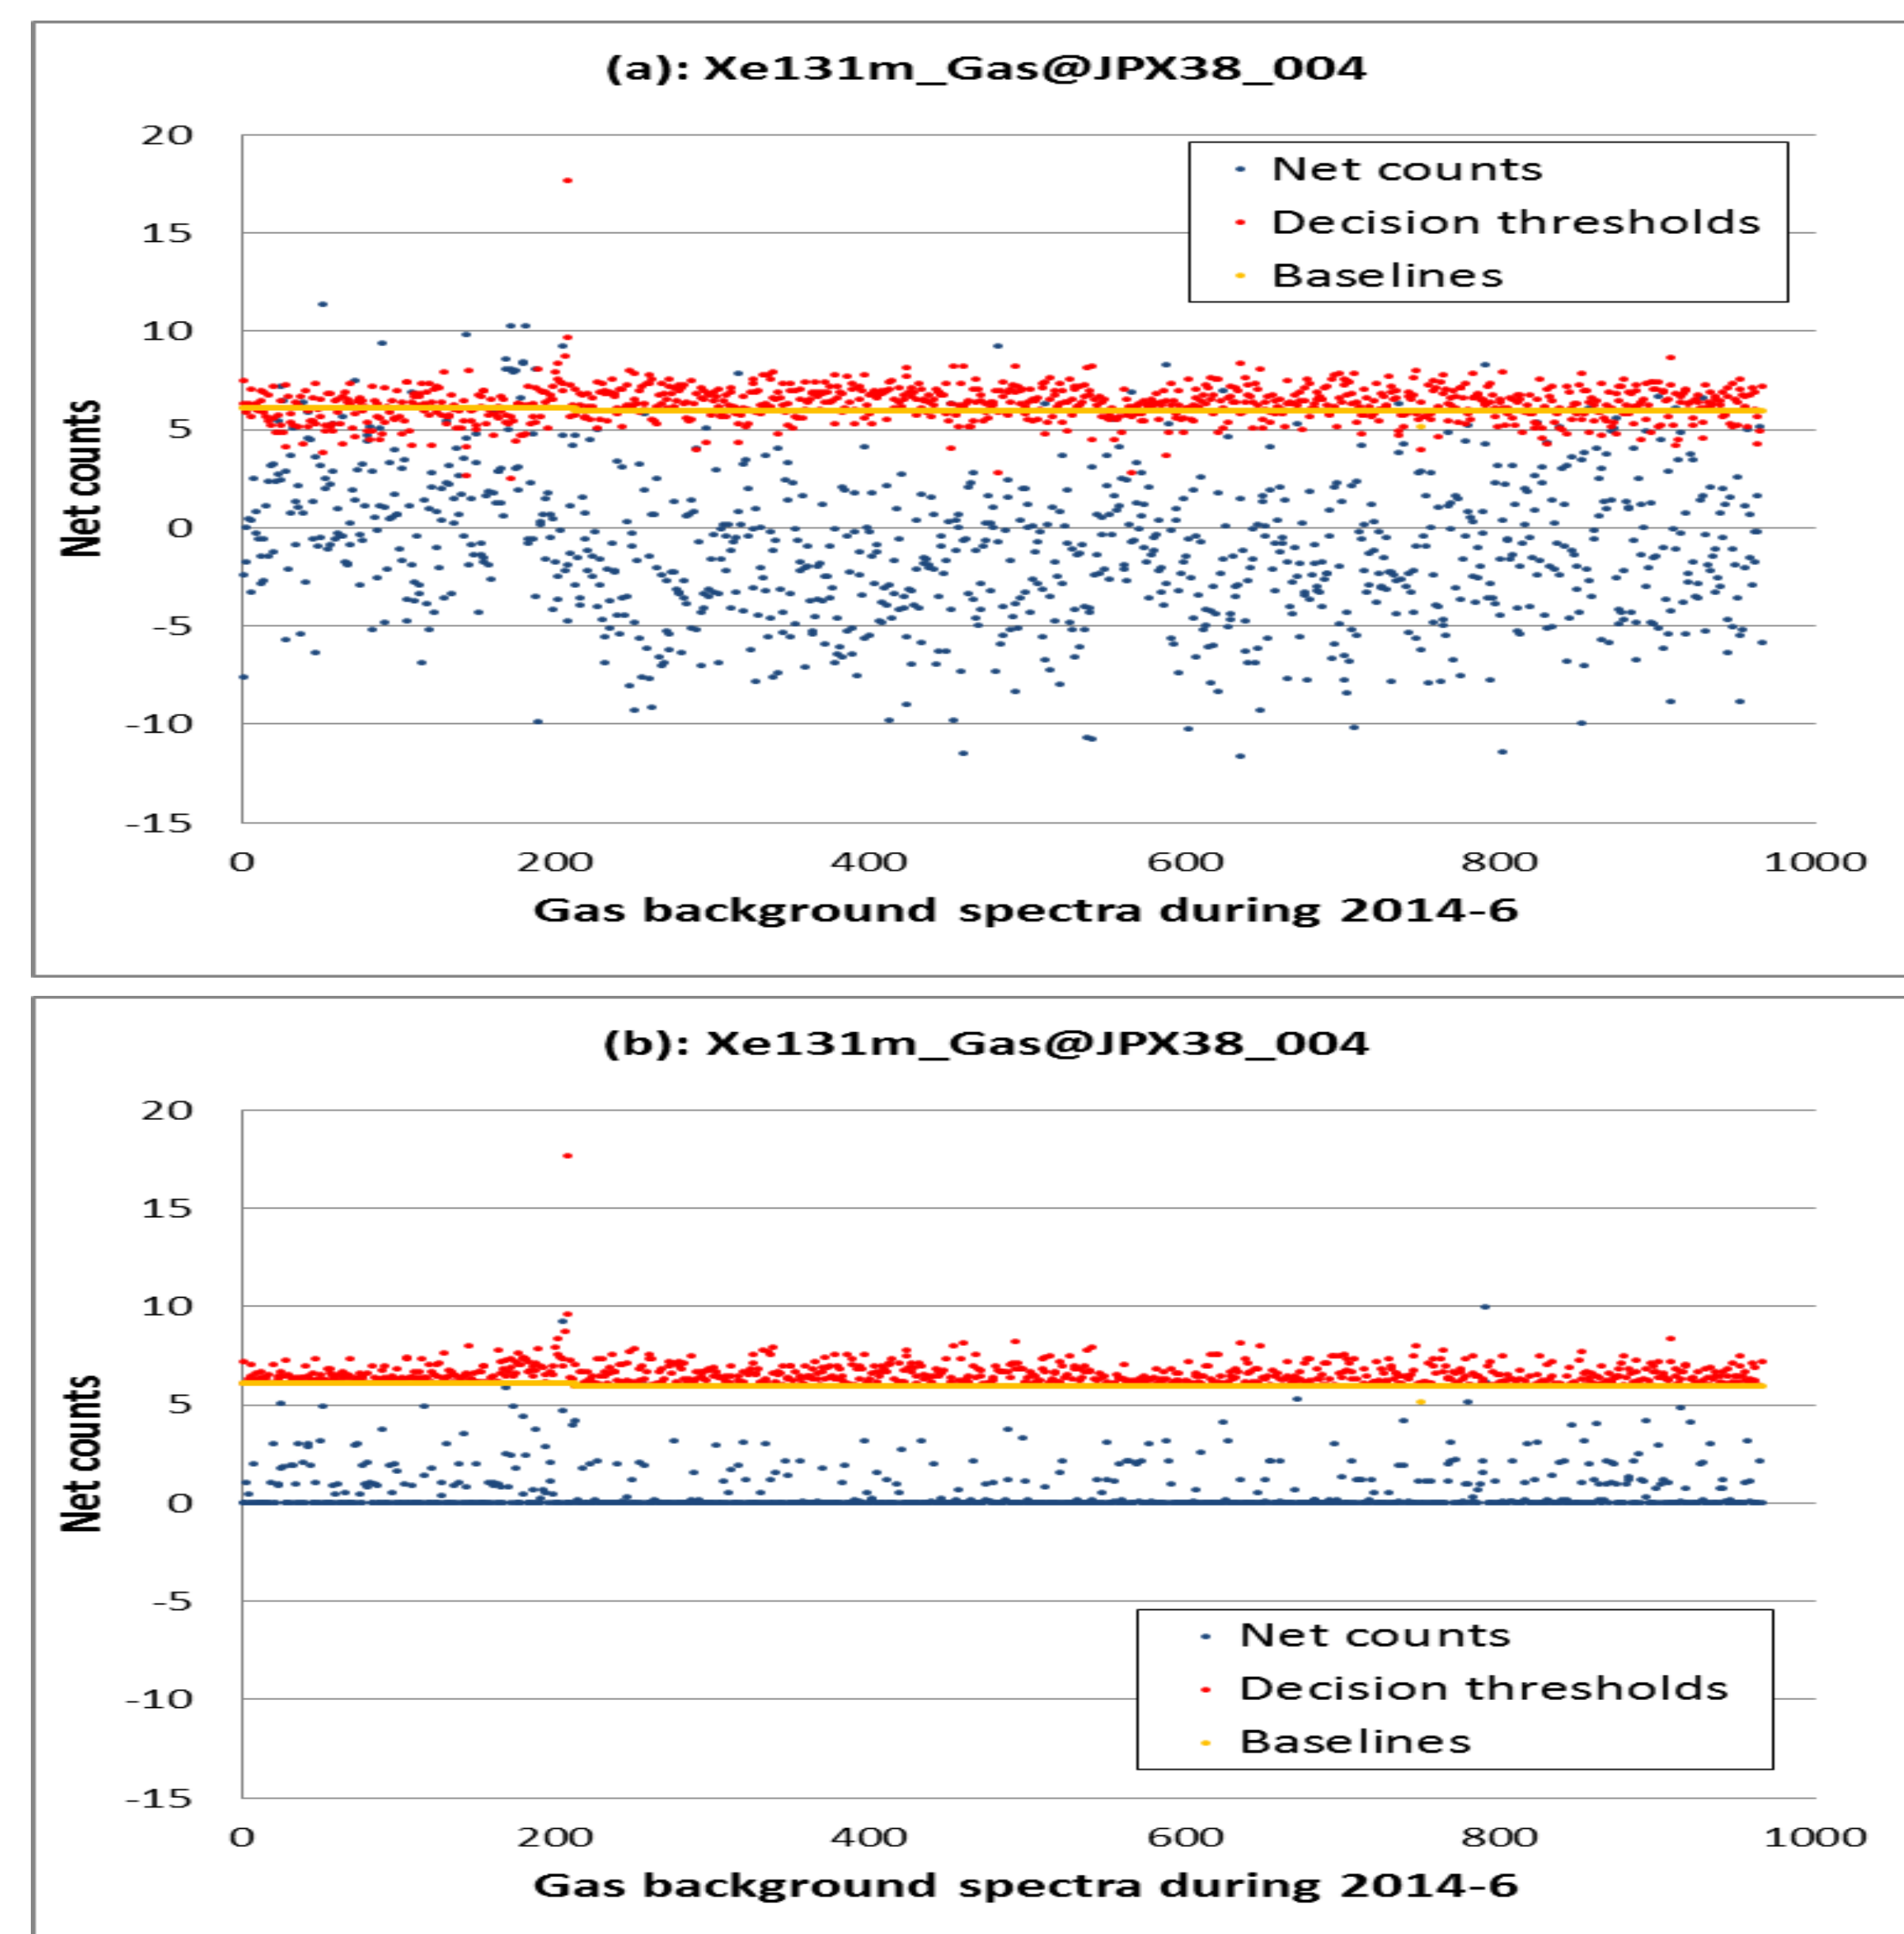 (a): Xe131m_Gas@JPX38_004
20
15
10
5
0
-5
-10
-15
Net counts
Net counts
Decision thresholds
Baselines
0 200 400 600 800 1000
Gas background spectra during 2014-6
(b): Xe131m_Gas@JPX38_004
20
15
10
5
0
-5
-10
-15
Net counts
Net counts
Decision thresholds
Baselines
0 200 400 600 800 1000
Gas background spectra during 2014-6